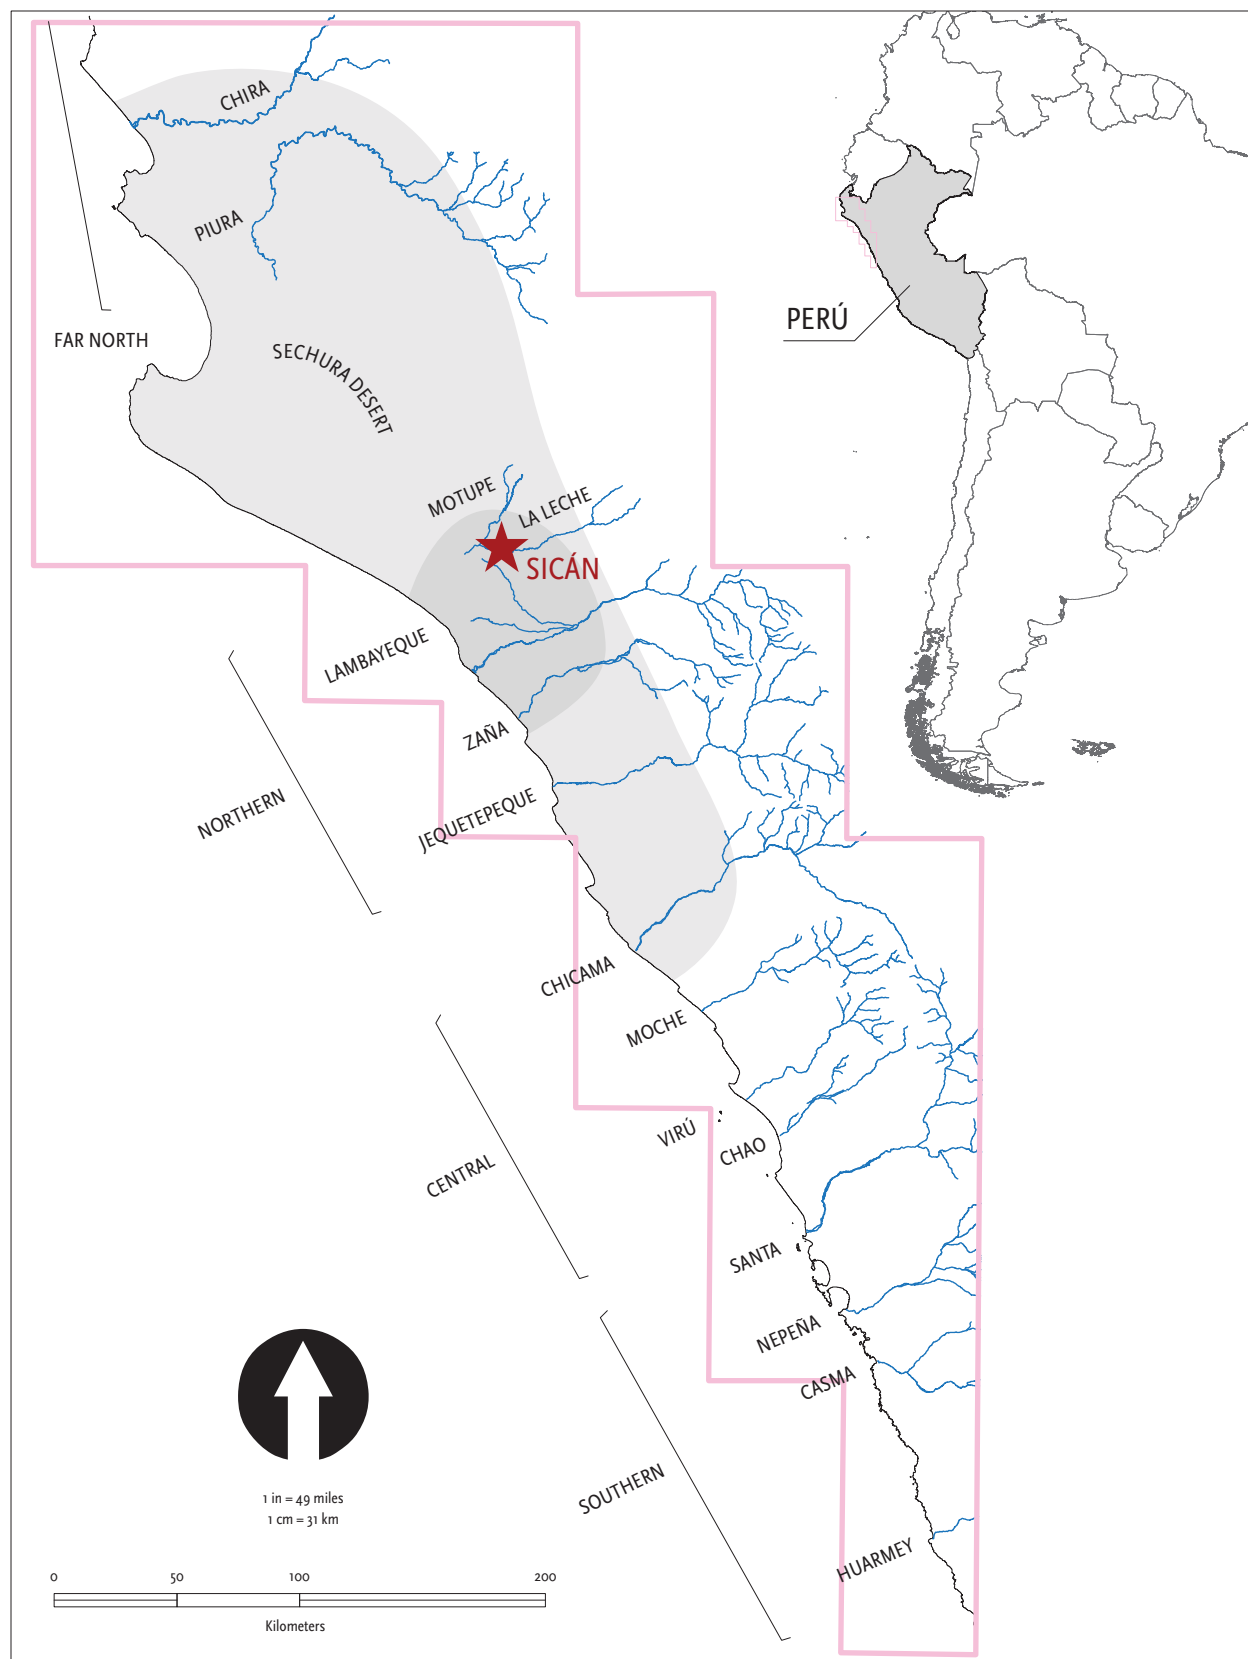 CHIRA
PIURA
PERÚ
FAR NORTH
SECHURA DESERT
MOTUPE
LA LECHE
SICÁN
LAMBAYEQUE
ZAÑA
NORTHERN
JEQUETEPEQUE
CHICAMA
MOCHE
VIRÚ
CHAO
CENTRAL
SANTA
NEPEÑA
CASMA
SOUTHERN
HUARMEY
1 in = 49 miles
1 cm = 31 km
0 50 100 200
Kilometers